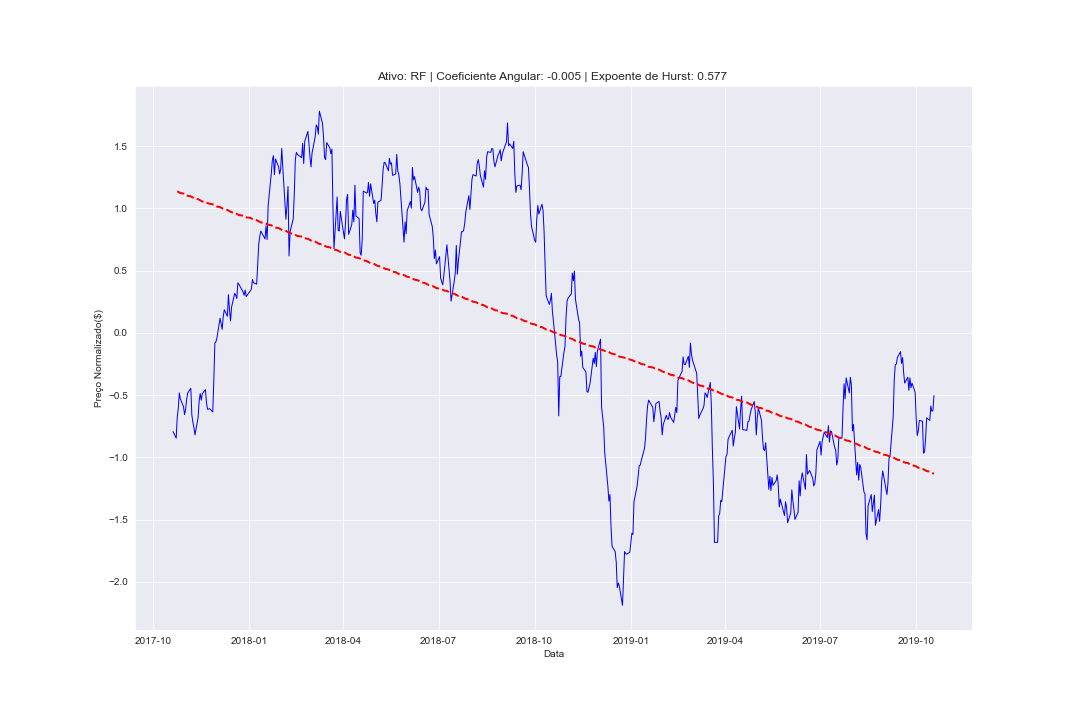 Ativo: RF | Coeficiente Angular: -0.005 | Expoente de Hurst: 0.577
Preço Normalizado($)
1.5
1.0
0.5
0.0
−0.5
−1.0
−1.5
−2.0
2017-10 2018-01 2018-04 2018-07 2018-10 2019-01 2019-04 2019-07 2019-10
Data